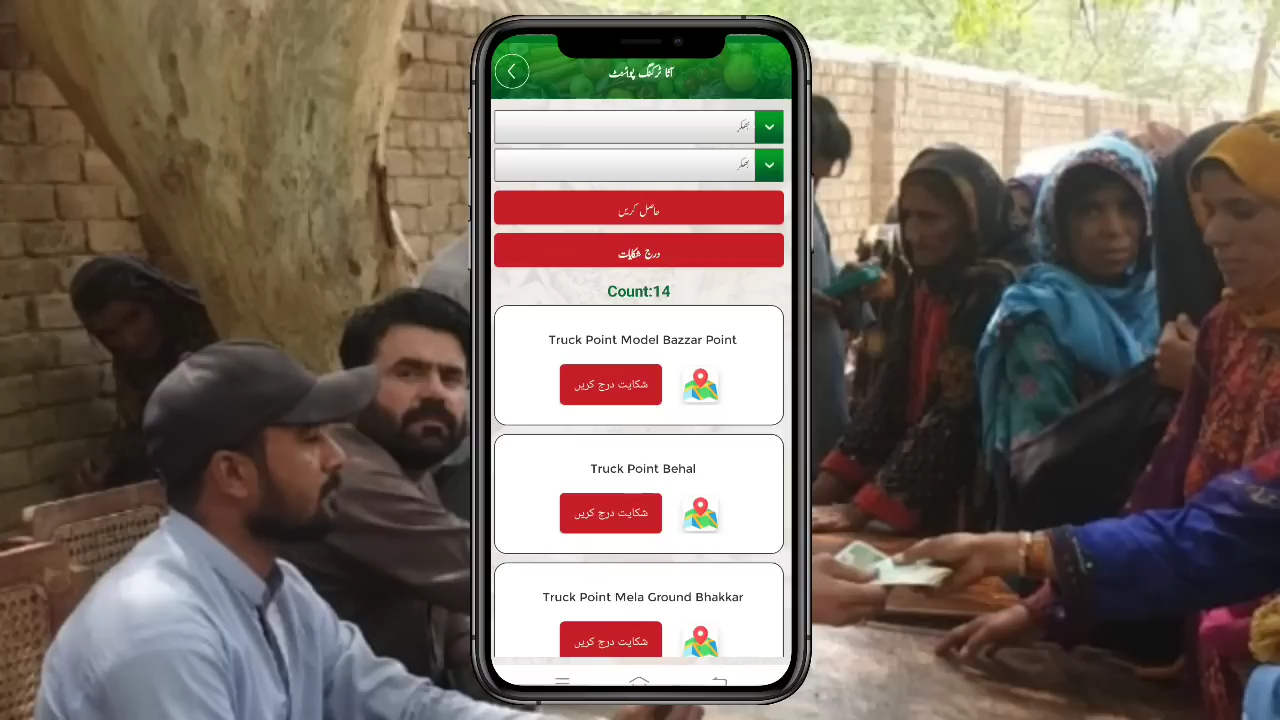 آٹا ٹرکنگ پوائنٹ
بھکر
بھکر
حاصل کریں
درج شکایات
Count:14
Truck Point Model Bazzar Point
شکایت درج کریں
Truck Point Behal
شکایت درج کریں
Truck Point Mela Ground Bhakkar
شکایت درج کریں